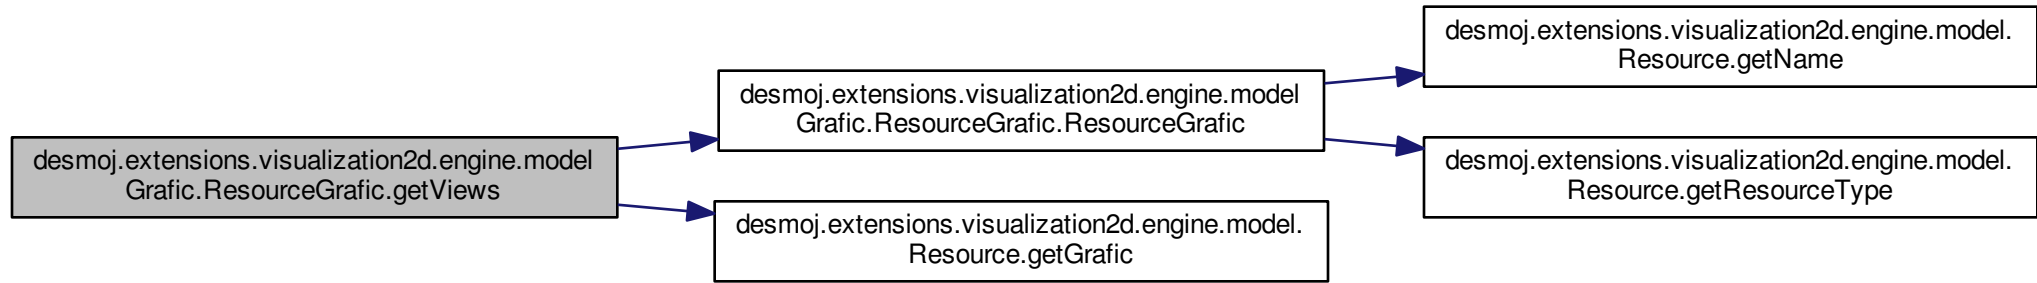 desmoj.extensions.visualization2d.engine.model
Grafic.ResourceGrafic.getViews
desmoj.extensions.visualization2d.engine.model
Grafic.ResourceGrafic.ResourceGrafic
desmoj.extensions.visualization2d.engine.model.
Resource.getGrafic
desmoj.extensions.visualization2d.engine.model.
Resource.getName
desmoj.extensions.visualization2d.engine.model.
Resource.getResourceType